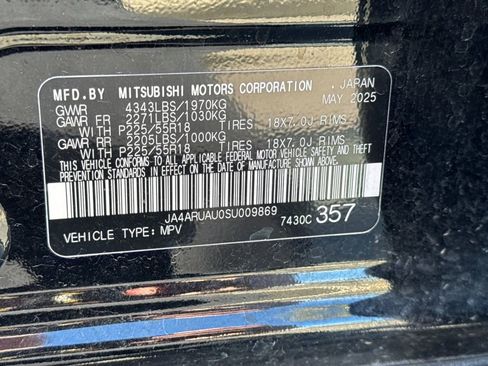 MFD.BY MITSUBISHI MOTORS CORPORATION , JAPAN
GVWR 4343LBS/1970KG MAY 2025
GAWR FR 2271LBS/1030KG
WITH P225/55R18 TIRES 18X7.0J RIMS
GAWR RR 2205LBS/1000KG
WITH P225/55R18 TIRES 18X7.0J RIMS
THIS VEHICLE CONFORMS TO ALL APPLICABLE FEDERAL MOTOR VEHICLE SAFETY, BUMPER AND THEFT
PREVENTION STANDARDS IN EFFECT ON THE DATE OF MANUFACTURE SHOWN ABOVE.
JA4ARUAU0SU009869
VEHICLE TYPE: MPV 7430C 357